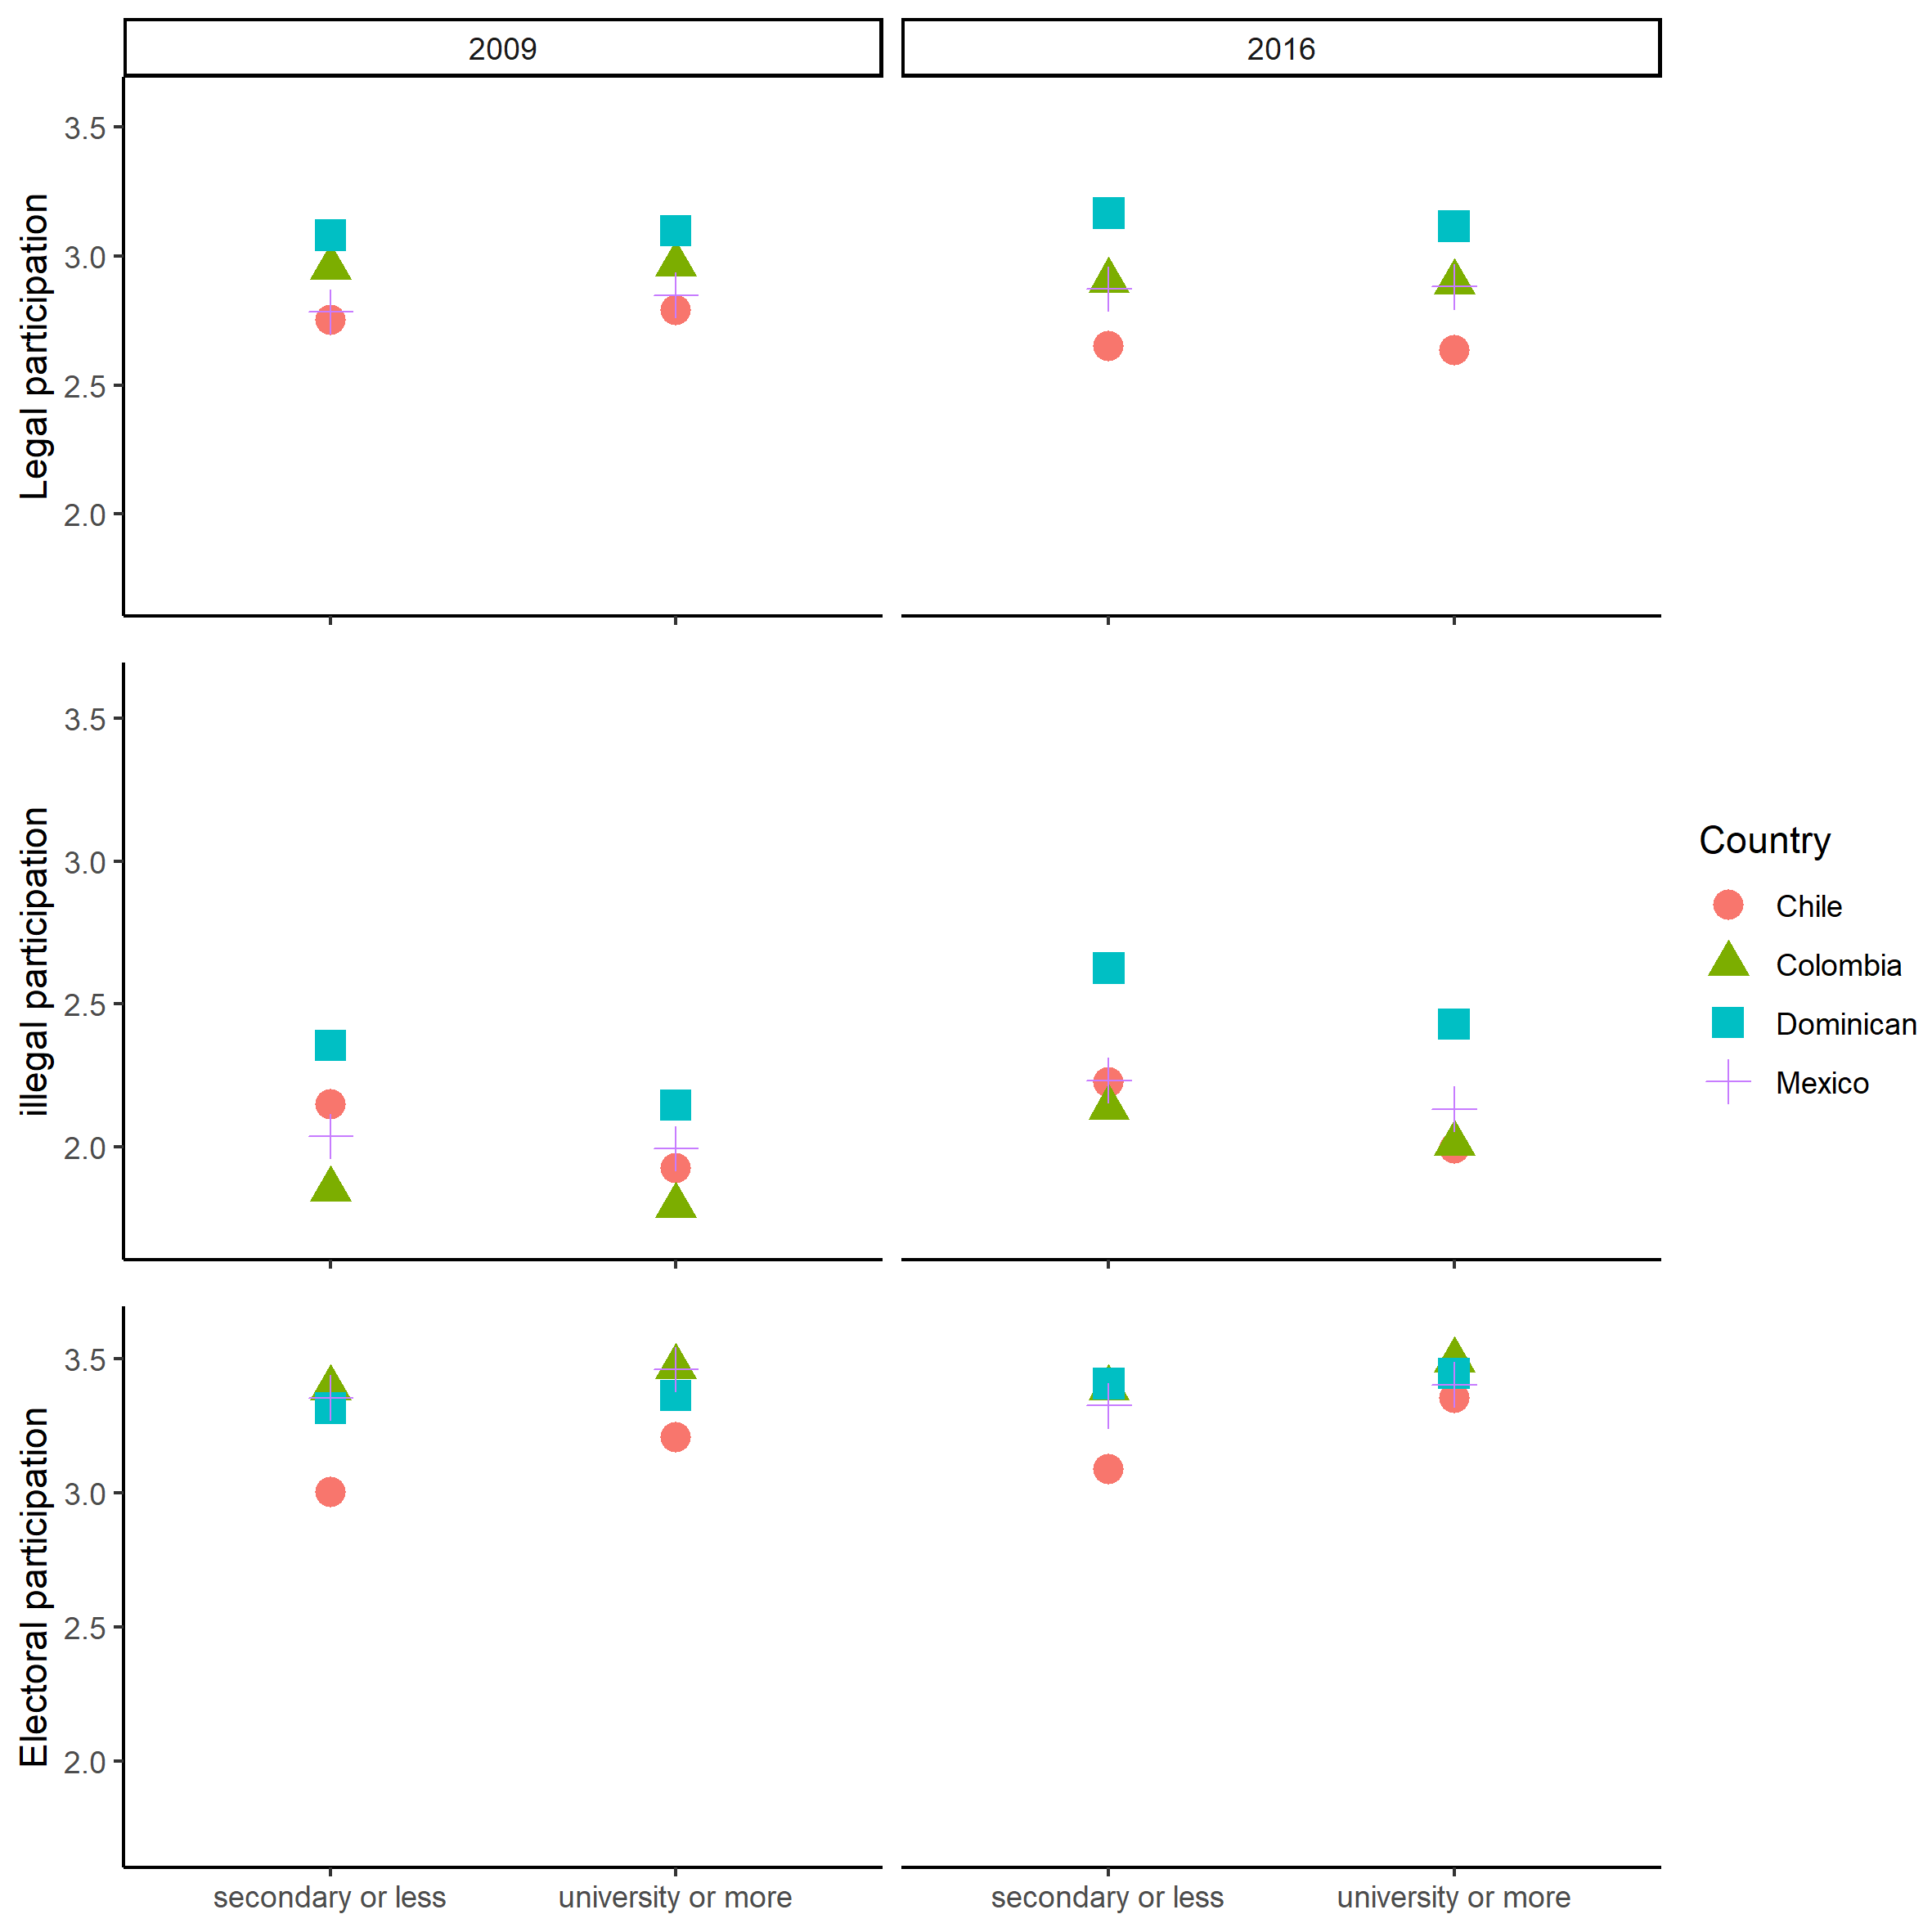 2009
2016
Legal participation
3.5
3.0
2.5
2.0
illegal participation
3.5
3.0
2.5
2.0
Electoral participation
3.5
3.0
2.5
2.0
secondary or less
university or more
secondary or less
university or more
Country
Chile
Colombia
Dominican
Mexico